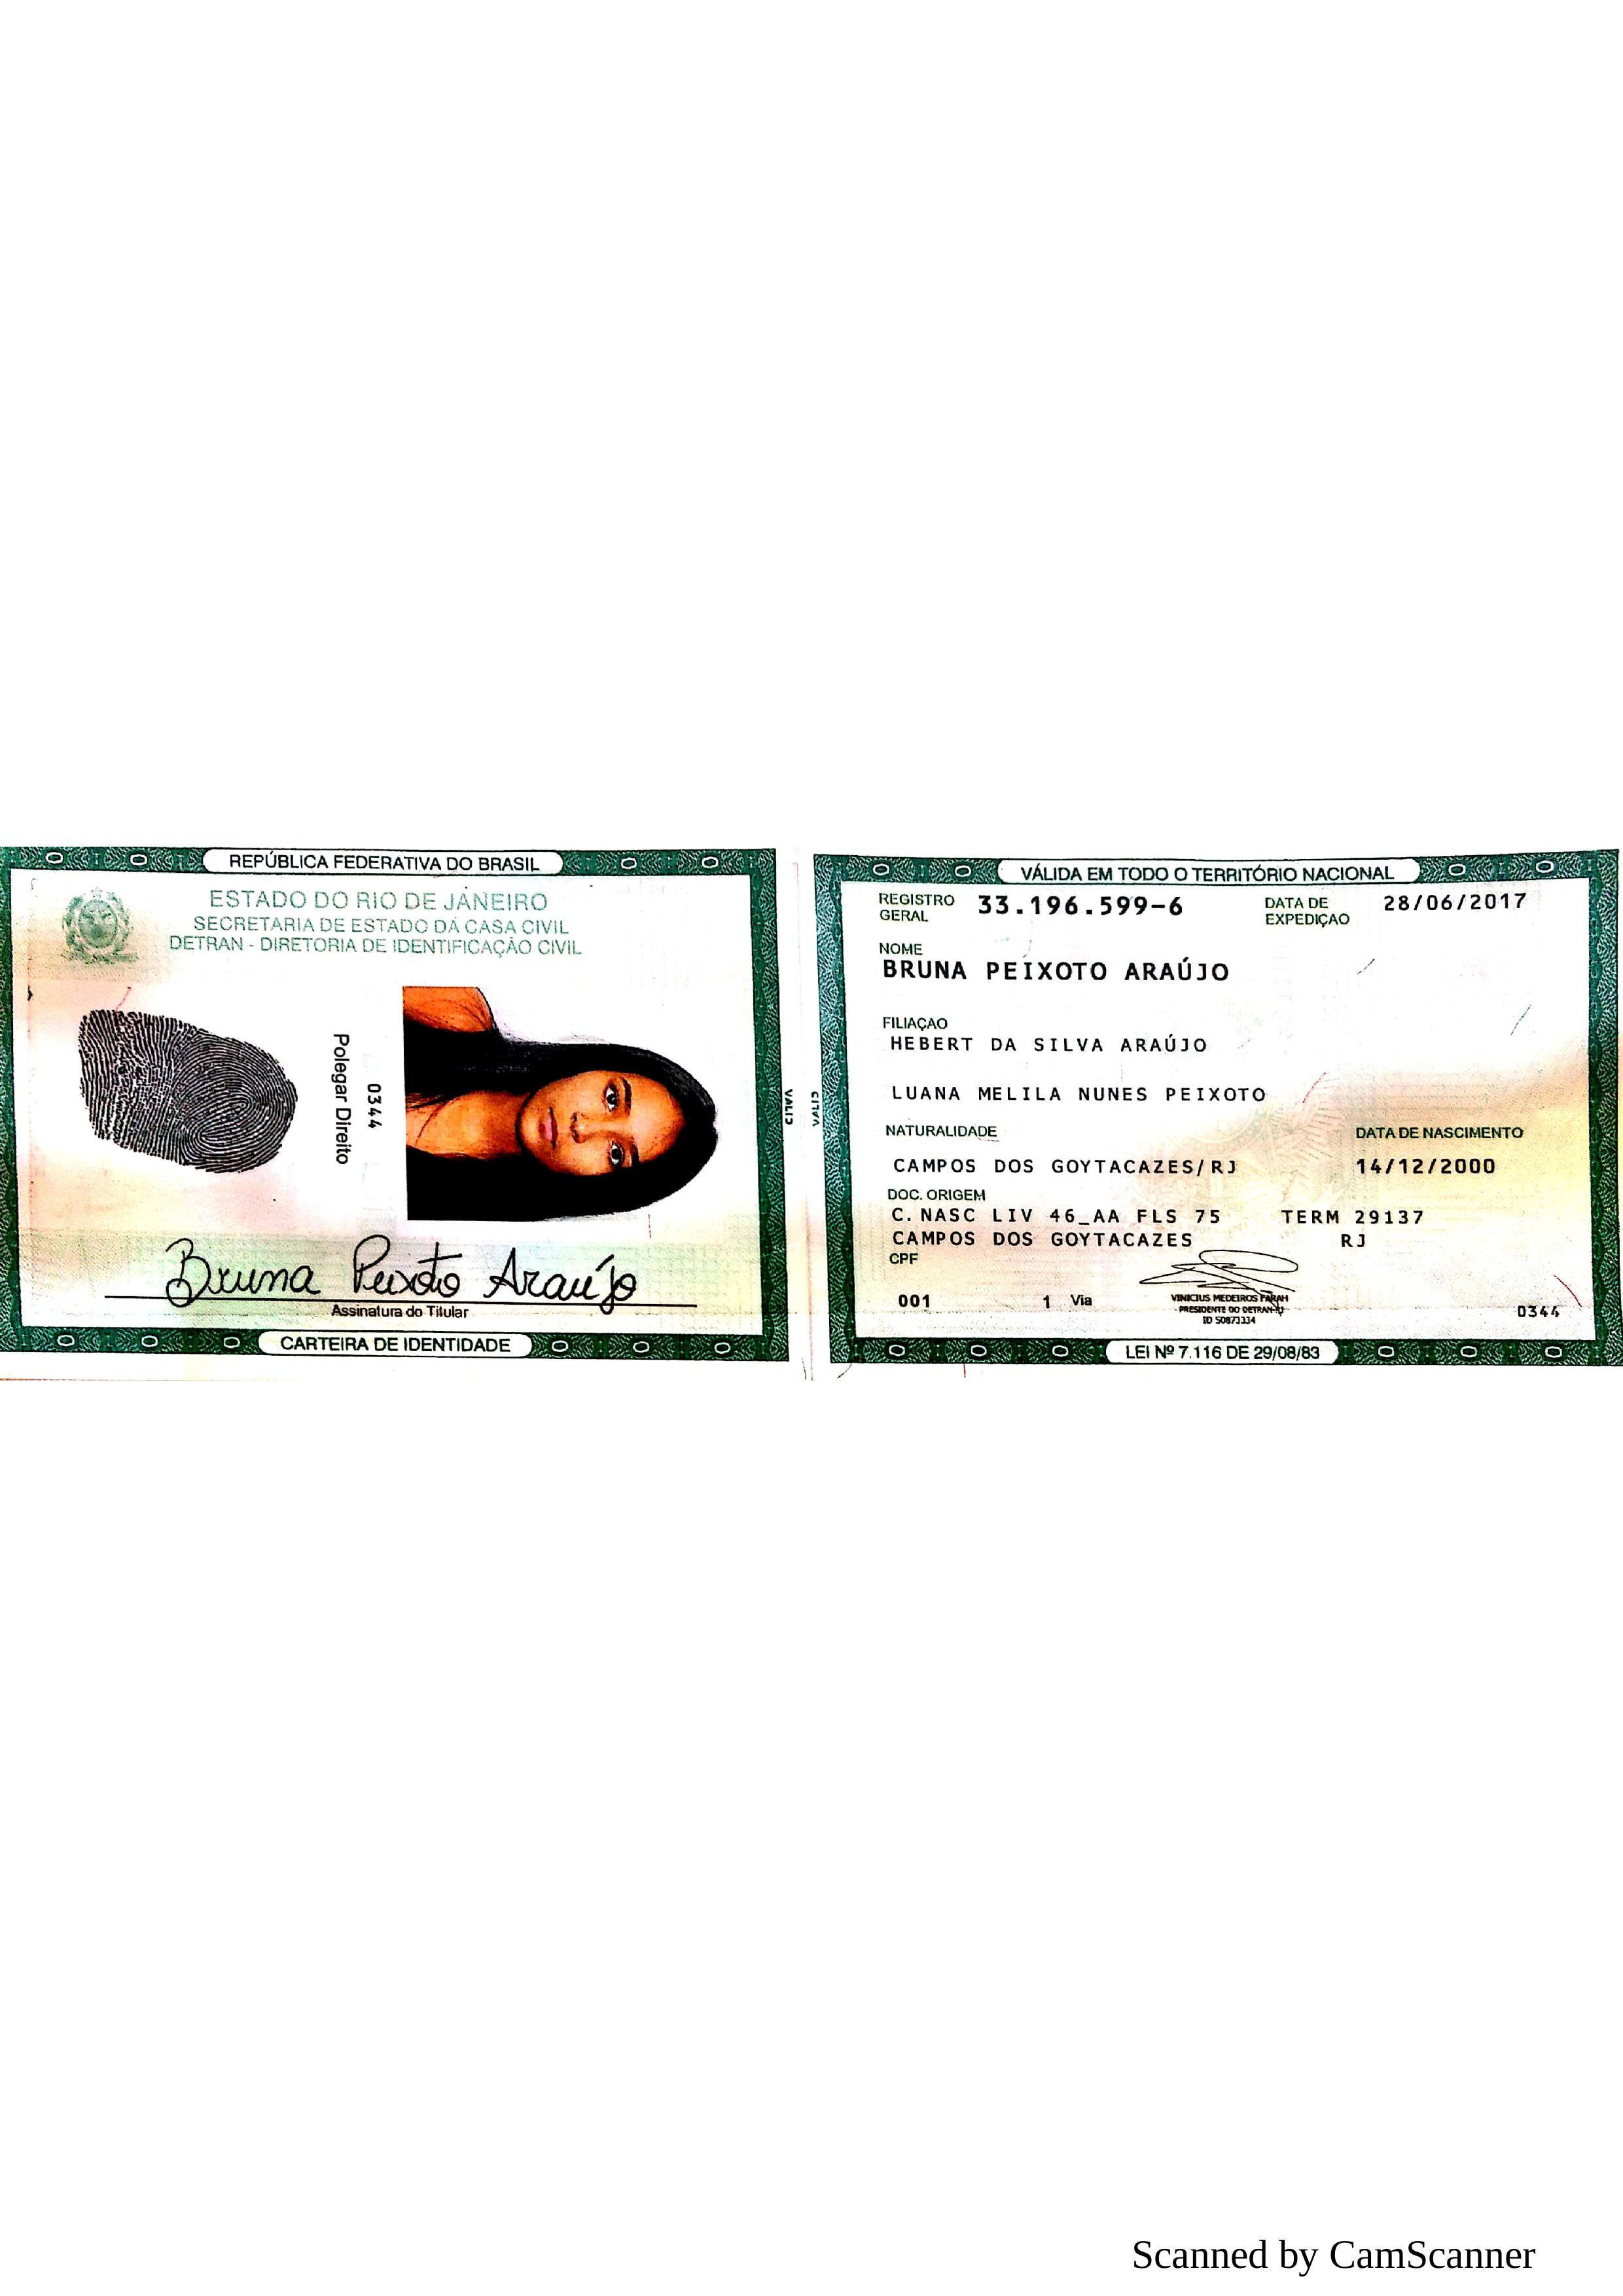 REPÚBLICA FEDERATIVA DO BRASIL
ESTADO DO RIO DE JANEIRO
SECRETARIA DE ESTADO DA CASA CIVIL
DETRAN - DIRETORIA DE IDENTIFICAÇÃO CIVIL
Polegar Direito
0344
Bruna Peixoto Araújo
Assinatura do Titular
CARTEIRA DE IDENTIDADE
VÁLIDA EM TODO O TERRITÓRIO NACIONAL
REGISTRO GERAL 33.196.599-6 DATA DE EXPEDIÇAO 28/06/2017
NOME
BRUNA PEIXOTO ARAÚJO
FILIAÇAO
HEBERT DA SILVA ARAÚJO
LUANA MELILA NUNES PEIXOTO
NATURALIDADE DATA DE NASCIMENTO
CAMPOS DOS GOYTACAZES/RJ 14/12/2000
DOC. ORIGEM
C.NASC LIV 46_AA FLS 75 TERM 29137
CAMPOS DOS GOYTACAZES RJ
CPF
001 1 Via
VINICIUS MEDEIROS FARAH
PRESIDENTE DO DETRAN-RJ
ID 50873334
0344
LEI Nº 7.116 DE 29/08/83
Scanned by CamScanner